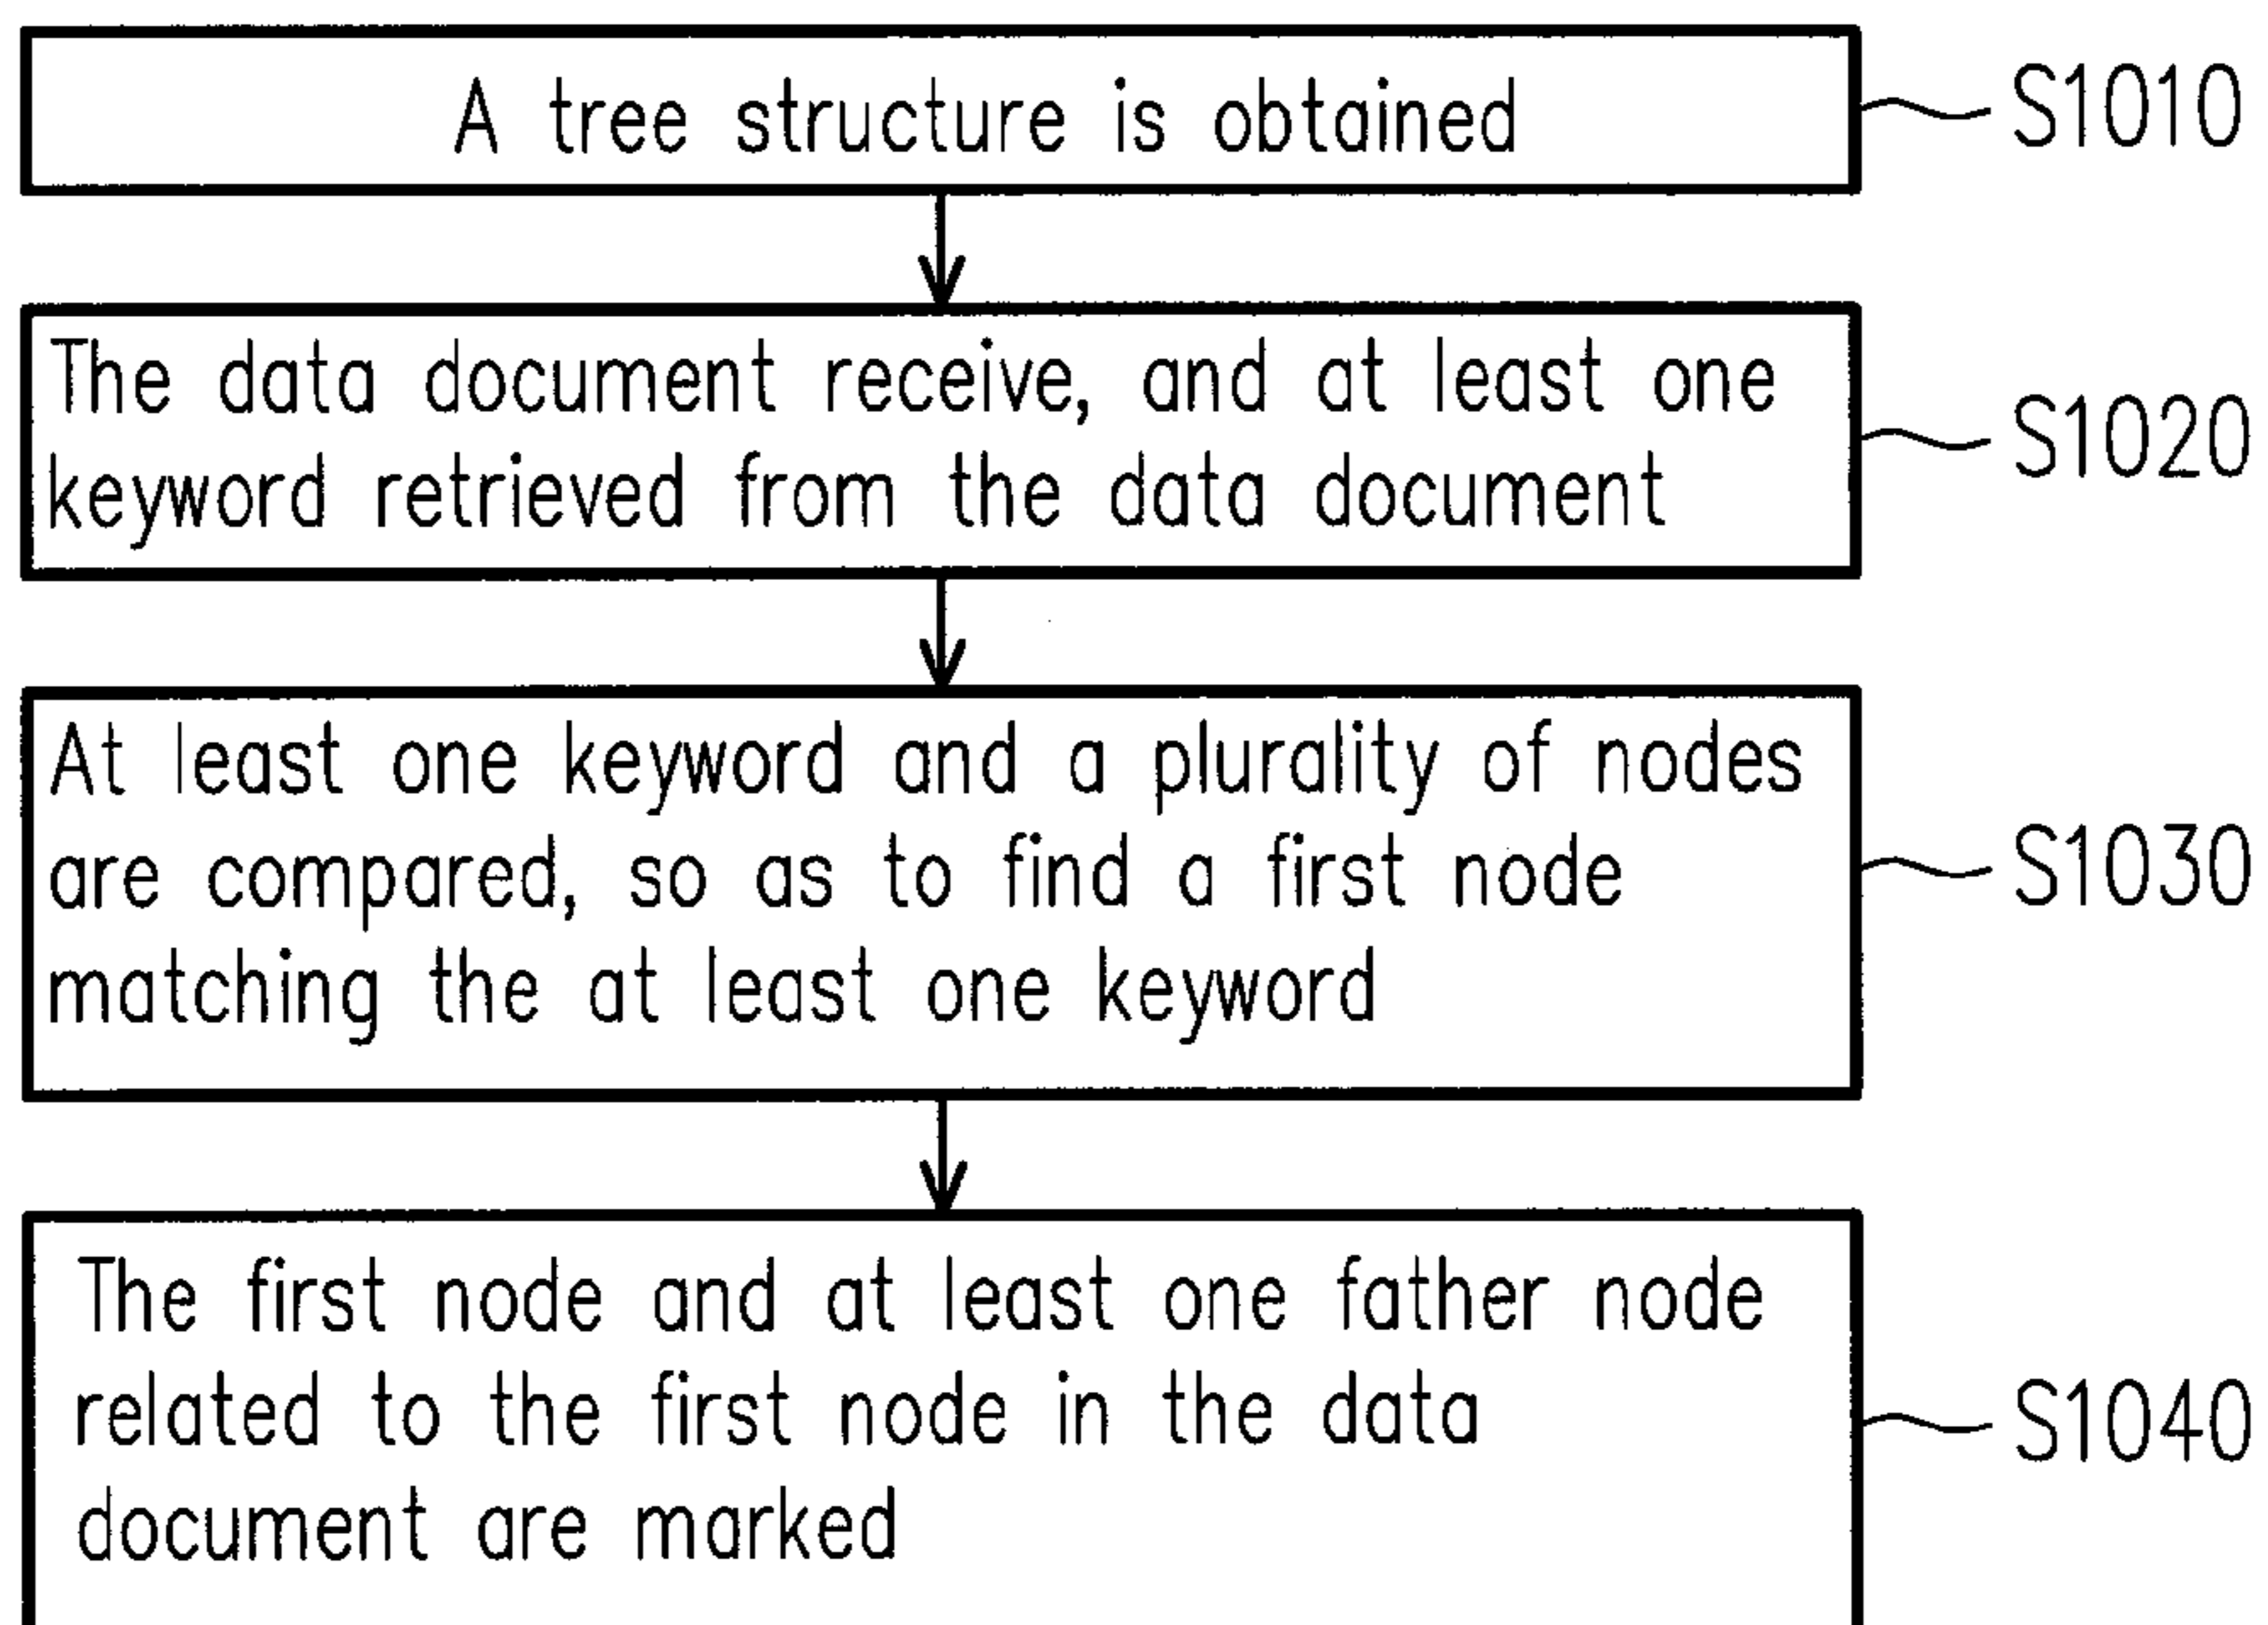 A tree structure is obtained
S1010
The data document receive, and at least one
keyword retrieved from the data document
S1020
At least one keyword and a plurality of nodes
are compared, so as to find a first node
matching the at least one keyword
S1030
The first node and at least one father node
related to the first node in the data
document are marked
S1040